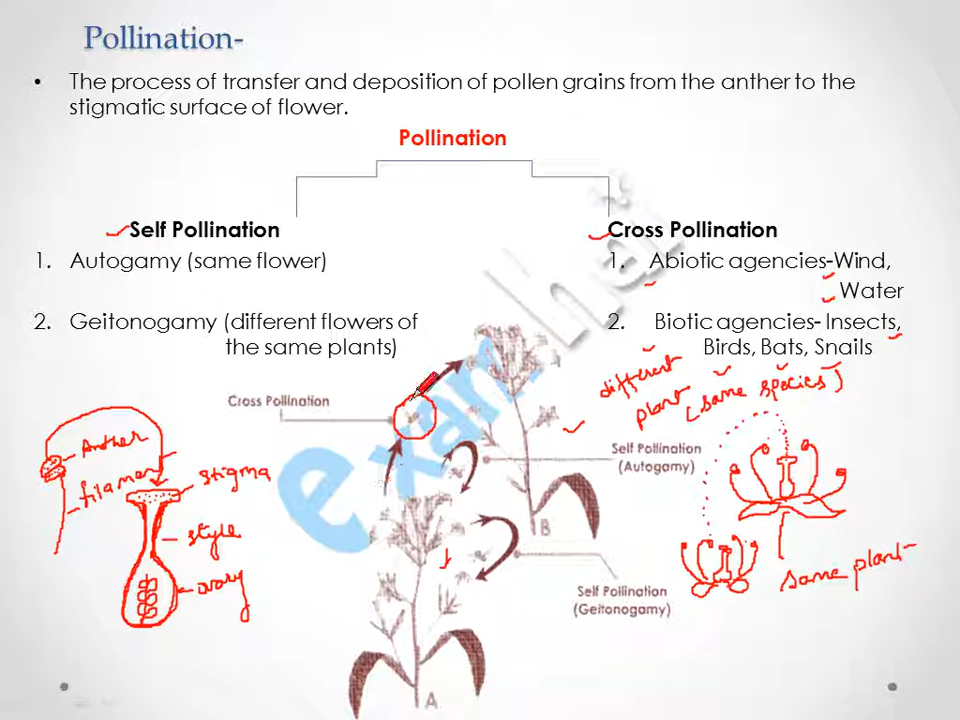 Pollination-
• The process of transfer and deposition of pollen grains from the anther to the
stigmatic surface of flower.
Pollination
Self Pollination
1. Autogamy (same flower)
2. Geitonogamy (different flowers of
the same plants)
Cross Pollination
1. Abiotic agencies-Wind,
Water
2. Biotic agencies- Insects,
Birds, Bats, Snails
different
plant (same species)
Cross Pollination
Self Pollination
(Autogamy)
Self Pollination
(Geitonogamy)
A
B
Anther
filament
stigma
style
ovary
same plant
exam hai